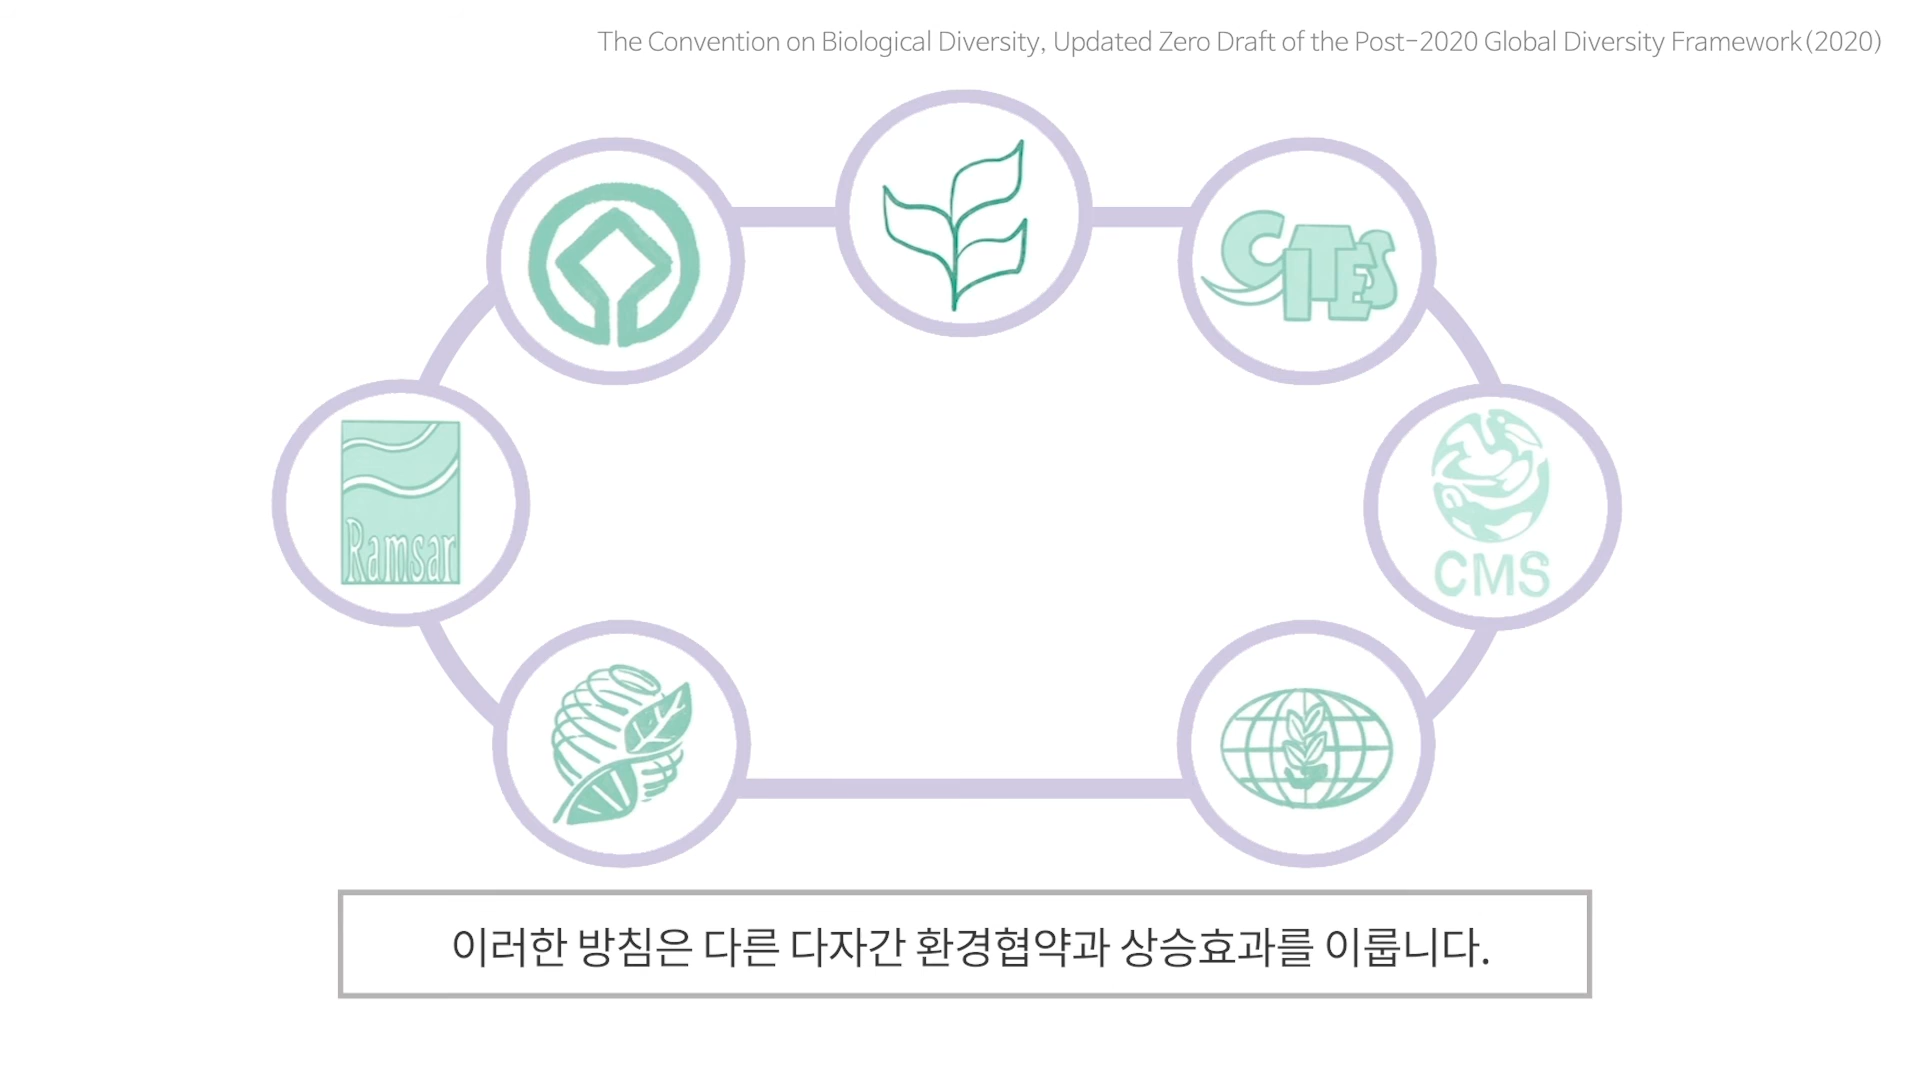 The Convention on Biological Diversity, Updated Zero Draft of the Post-2020 Global Diversity Framework(2020)
CITES
Ramsar
CMS
이러한 방침은 다른 다자간 환경협약과 상승효과를 이룹니다.